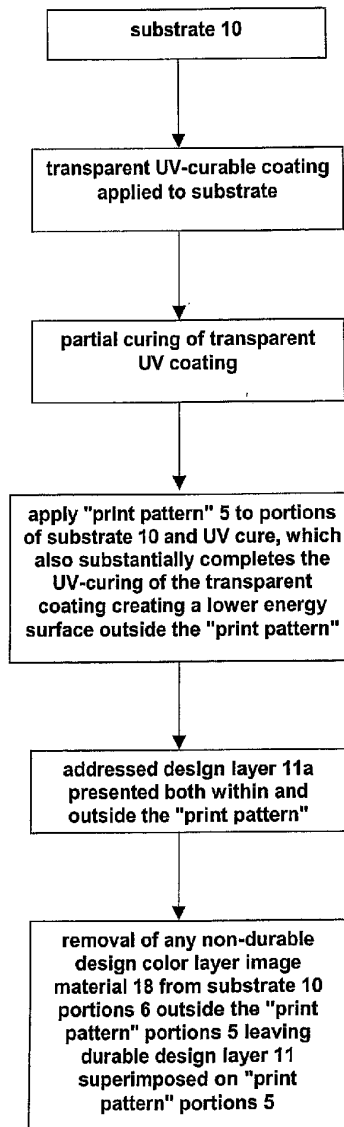 substrate 10
transparent UV-curable coating
applied to substrate
partial curing of transparent
UV coating
apply "print pattern" 5 to portions
of substrate 10 and UV cure, which
also substantially completes the
UV-curing of the transparent
coating creating a lower energy
surface outside the "print pattern"
addressed design layer 11a
presented both within and
outside the "print pattern"
removal of any non-durable
design color layer image
material 18 from substrate 10
portions 6 outside the "print
pattern" portions 5 leaving
durable design layer 11
superimposed on "print
pattern" portions 5